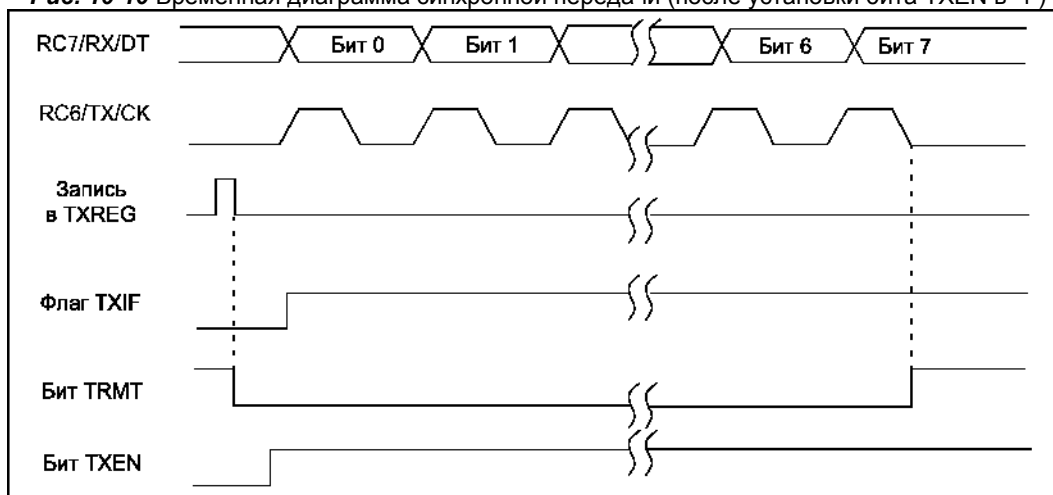 Рис. 10-10 Временная диаграмма синхронной передачи (после установки бита TXEN в '1')
RC7/RX/DT
Бит 0
Бит 1
Бит 6
Бит 7
RC6/TX/CK
Запись
в TXREG
Флаг TXIF
Бит TRMT
Бит TXEN